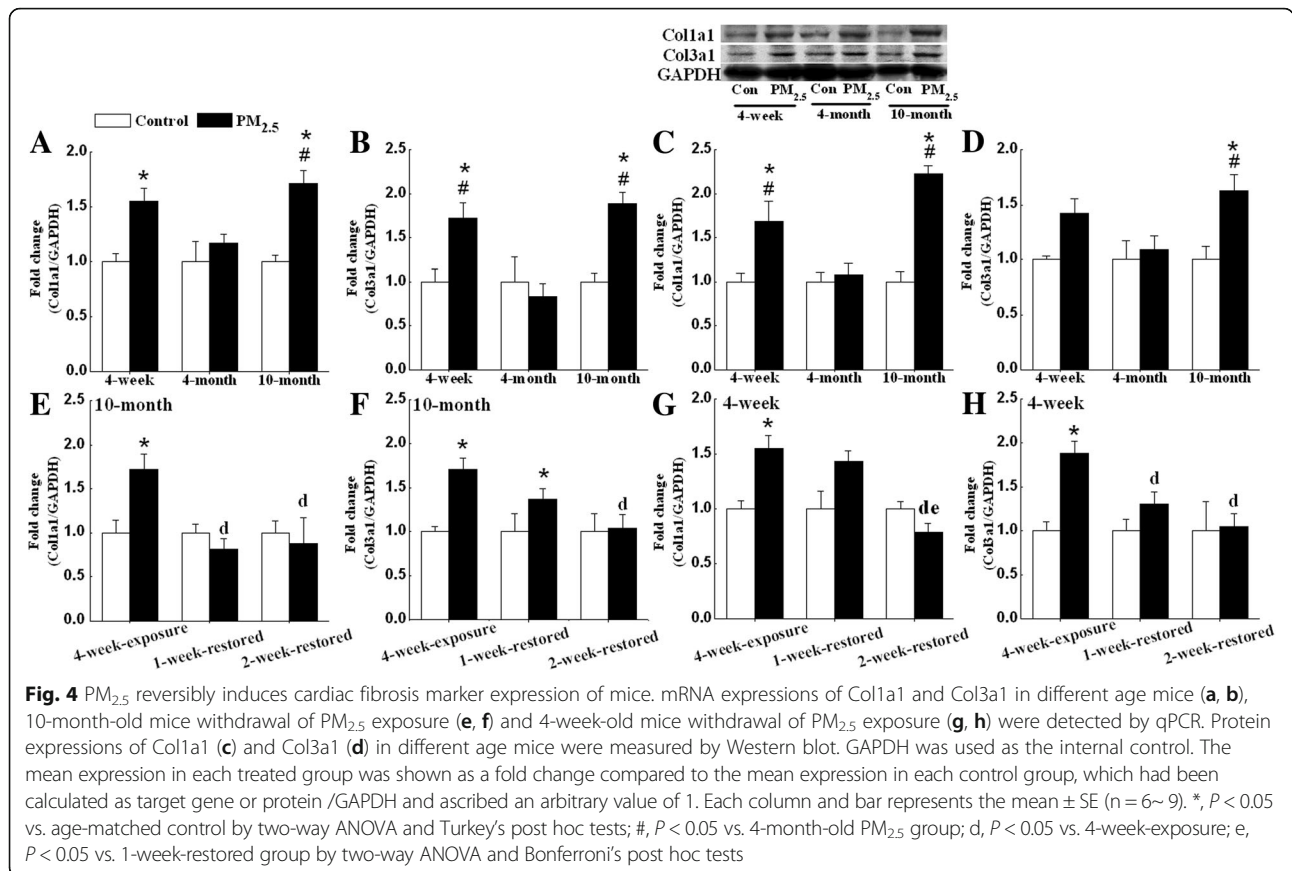 Col1a1
Col3a1
GAPDH
Con PM2.5 Con PM2.5 Con PM2.5
4-week 4-month 10-month
Control PM2.5
A
2.0
1.5
1.0
0.5
0.0
Fold change
(Col1a1/GAPDH)
*
*
#
4-week 4-month 10-month
B
2.5
2.0
1.5
1.0
0.5
0.0
Fold change
(Col3a1/GAPDH)
*
#
*
#
4-week 4-month 10-month
C
2.5
2.0
1.5
1.0
0.5
0.0
Fold change
(Col1a1/GAPDH)
*
#
*
#
4-week 4-month 10-month
D
2.0
1.5
1.0
0.5
0.0
Fold change
(Col3a1/GAPDH)
*
#
4-week 4-month 10-month
E 10-month
2.5
2.0
1.5
1.0
0.5
0.0
Fold change
(Col1a1/GAPDH)
*
d
d
4-week-exposure 1-week-restored 2-week-restored
F 10-month
2.5
2.0
1.5
1.0
0.5
0.0
Fold change
(Col3a1/GAPDH)
*
*
d
4-week-exposure 1-week-restored 2-week-restored
G 4-week
2.0
1.5
1.0
0.5
0.0
Fold change
(Col1a1/GAPDH)
*
de
4-week-exposure 1-week-restored 2-week-restored
H 4-week
2.5
2.0
1.5
1.0
0.5
0.0
Fold change
(Col3a1/GAPDH)
*
d
d
4-week-exposure 1-week-restored 2-week-restored
Fig. 4 PM2.5 reversibly induces cardiac fibrosis marker expression of mice. mRNA expressions of Col1a1 and Col3a1 in different age mice (a, b),
10-month-old mice withdrawal of PM2.5 exposure (e, f) and 4-week-old mice withdrawal of PM2.5 exposure (g, h) were detected by qPCR. Protein
expressions of Col1a1 (c) and Col3a1 (d) in different age mice were measured by Western blot. GAPDH was used as the internal control. The
mean expression in each treated group was shown as a fold change compared to the mean expression in each control group, which had been
calculated as target gene or protein /GAPDH and ascribed an arbitrary value of 1. Each column and bar represents the mean ± SE (n = 6~ 9). *, P < 0.05
vs. age-matched control by two-way ANOVA and Turkey's post hoc tests; #, P < 0.05 vs. 4-month-old PM2.5 group; d, P < 0.05 vs. 4-week-exposure; e,
P < 0.05 vs. 1-week-restored group by two-way ANOVA and Bonferroni's post hoc tests